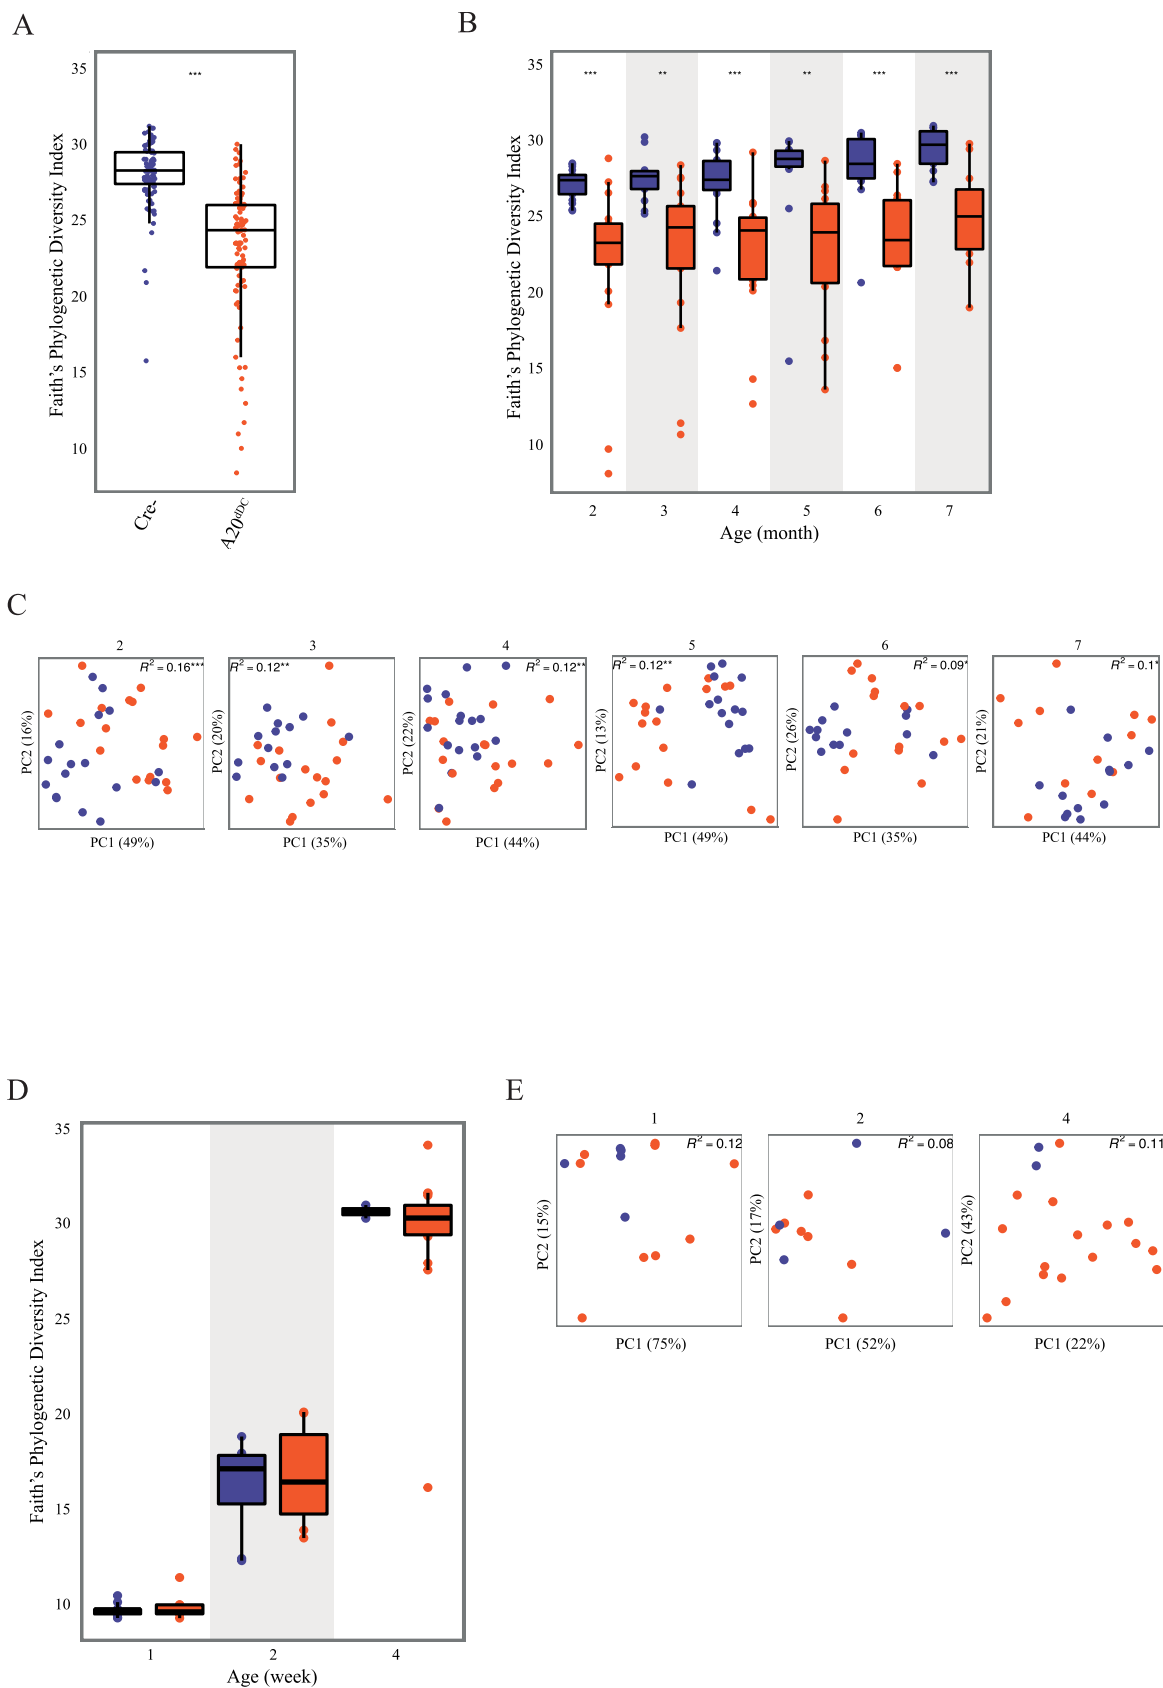 A
Faith's Phylogenetic Diversity Index
35
30
25
20
15
10
***
Cre-
A20dDC
B
Faith's Phylogenetic Diversity Index
35
30
25
20
15
10
*** ** *** ** *** ***
2 3 4 5 6 7
Age (month)
C
2
R2 = 0.16***
PC2 (16%)
PC1 (49%)
3
R2 = 0.12**
PC2 (20%)
PC1 (35%)
4
R2 = 0.12**
PC2 (22%)
PC1 (44%)
5
R2 = 0.12**
PC2 (13%)
PC1 (49%)
6
R2 = 0.09*
PC2 (26%)
PC1 (35%)
7
R2 = 0.1*
PC2 (21%)
PC1 (44%)
D
Faith's Phylogenetic Diversity Index
35
30
25
20
15
10
1 2 4
Age (week)
E
1
R2 = 0.12
PC2 (15%)
PC1 (75%)
2
R2 = 0.08
PC2 (17%)
PC1 (52%)
4
R2 = 0.11
PC2 (43%)
PC1 (22%)